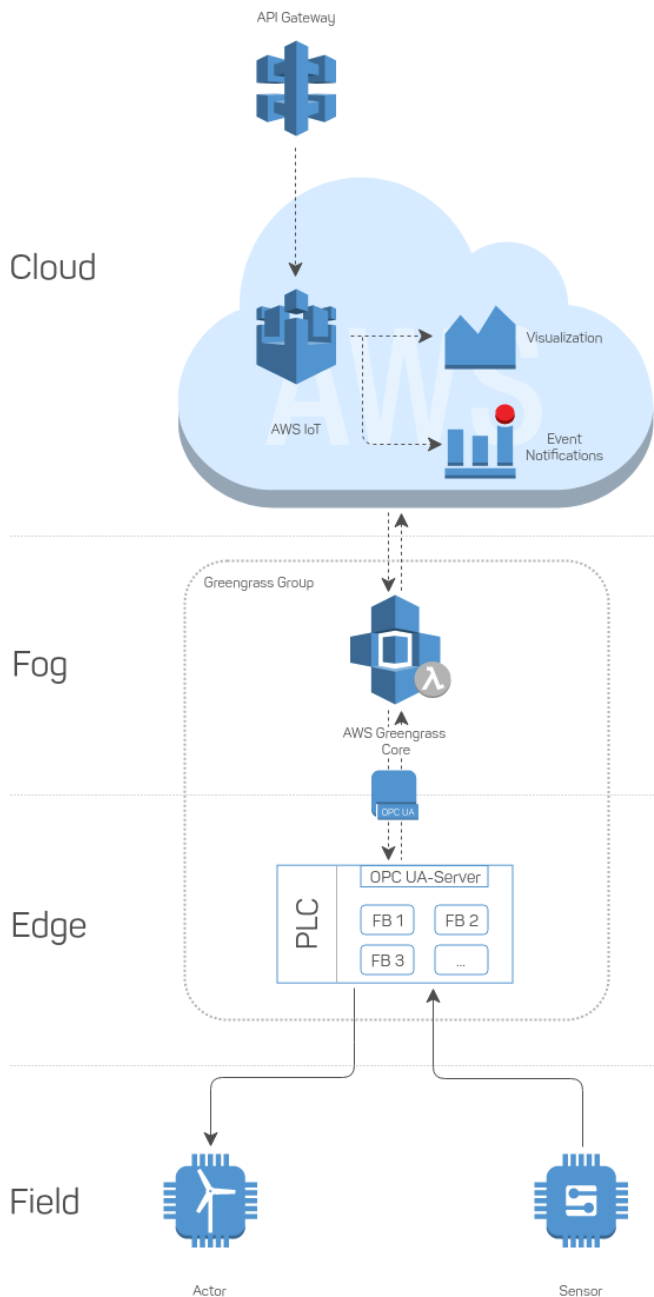 API Gateway
Cloud
AWS
Visualization
AWS IoT
Event
Notifications
Greengrass Group
Fog
λ
AWS Greengrass
Core
OPC UA
Edge
PLC
OPC UA-Server
FB 1
FB 2
FB 3
...
Field
Actor
Sensor